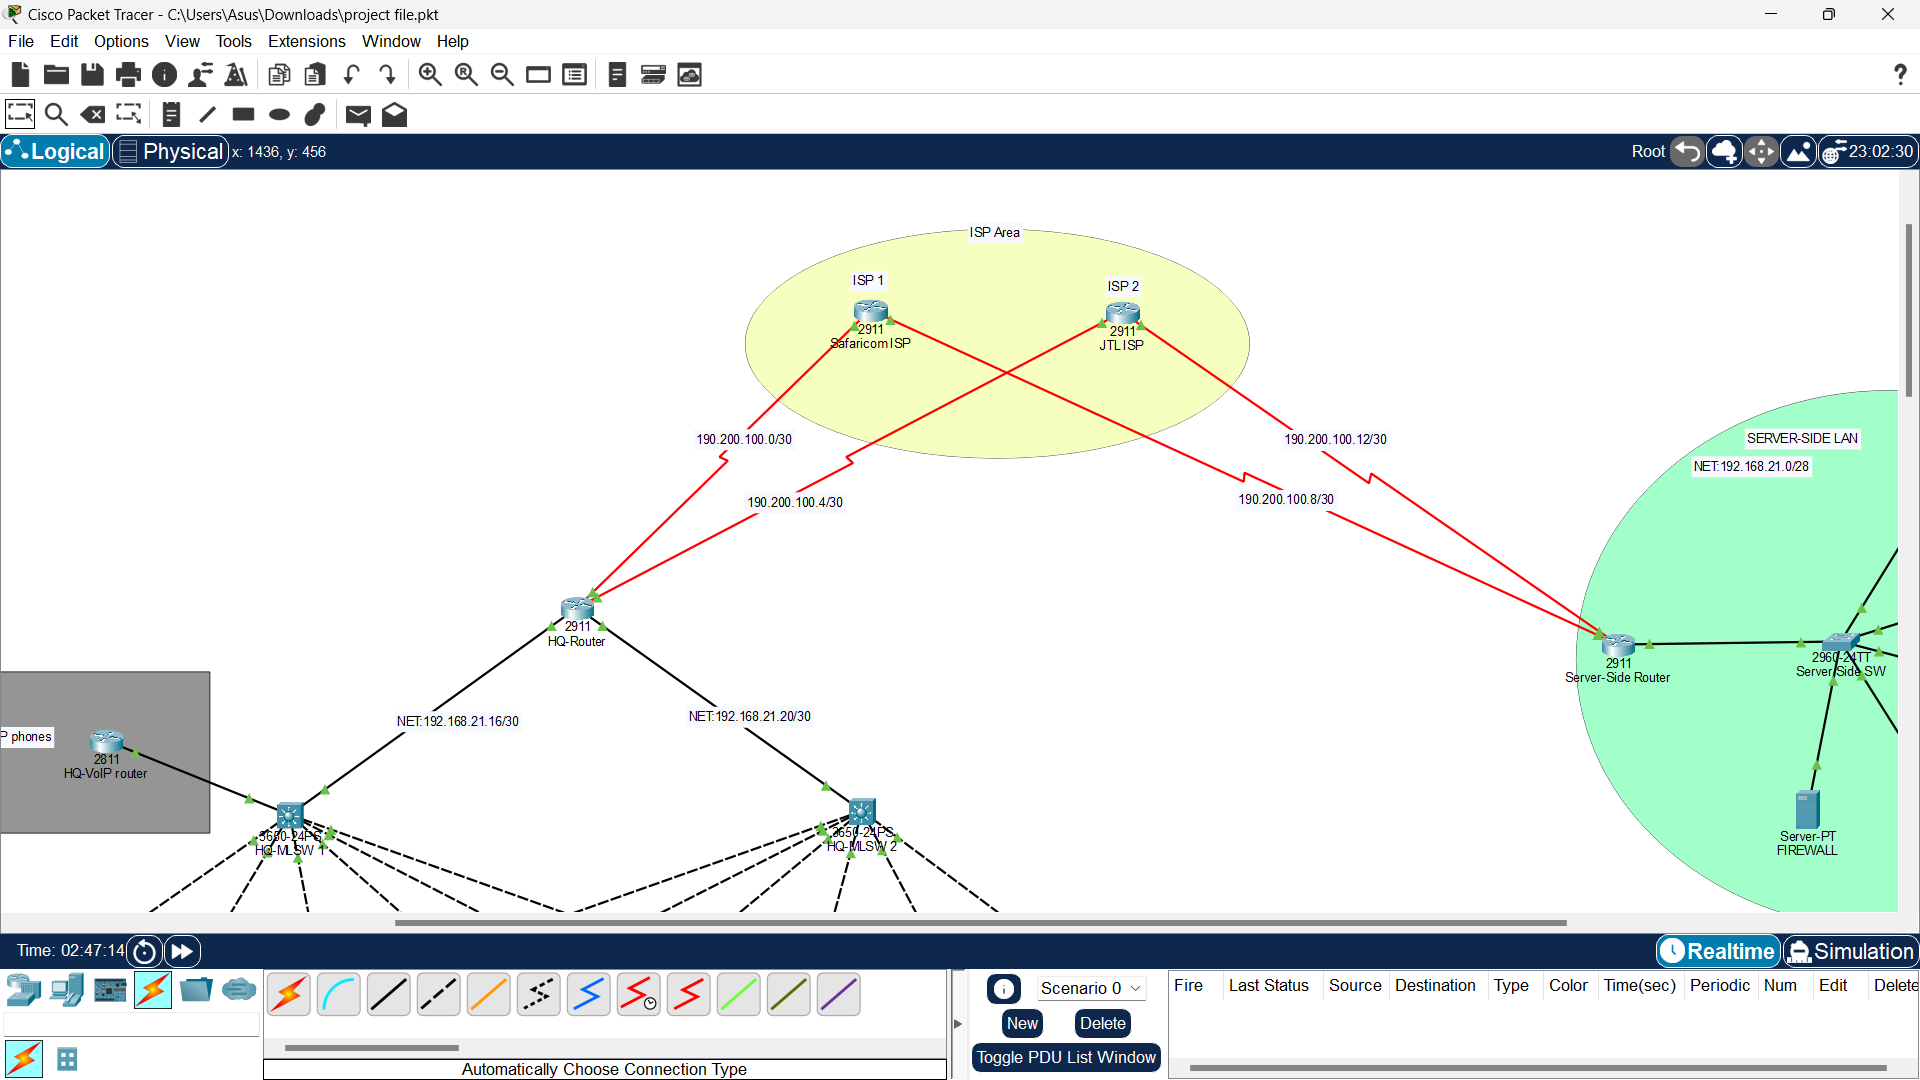 Cisco Packet Tracer - C:\Users\Asus\Downloads\project file.pkt
File Edit Options View Tools Extensions Window Help
Logical Physical x: 1436, y: 456 Root 23:02:30
ISP Area
ISP 1
ISP 2
2911
Safaricom ISP
2911
JTL ISP
190.200.100.0/30
190.200.100.12/30
SERVER-SIDE LAN
NET:192.168.21.0/28
190.200.100.4/30
190.200.100.8/30
2911
HQ-Router
2911
Server-Side Router
2960-24TT
Server Side SW
NET:192.168.21.16/30
NET:192.168.21.20/30
P phones
2811
HQ-VoIP router
3650-24PS
HQ-MLSW 1
3650-24PS
HQ-MLSW 2
Server-PT
FIREWALL
Time: 02:47:14 Realtime Simulation
Scenario 0
New Delete
Toggle PDU List Window
Fire Last Status Source Destination Type Color Time(sec) Periodic Num Edit Delete
Automatically Choose Connection Type